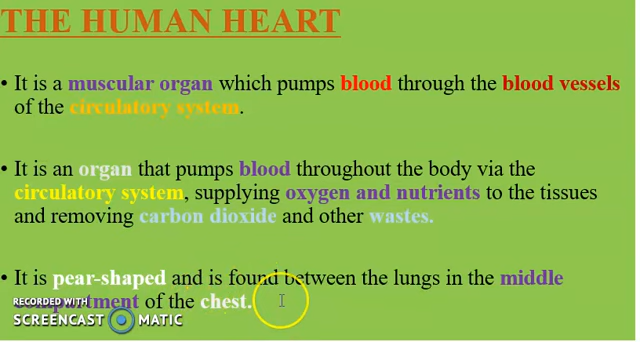 THE HUMAN HEART
• It is a muscular organ which pumps blood through the blood vessels
of the circulatory system.
• It is an organ that pumps blood throughout the body via the
circulatory system, supplying oxygen and nutrients to the tissues
and removing carbon dioxide and other wastes.
• It is pear-shaped and is found between the lungs in the middle
compartment of the chest.
RECORDED WITH
SCREENCAST MATIC